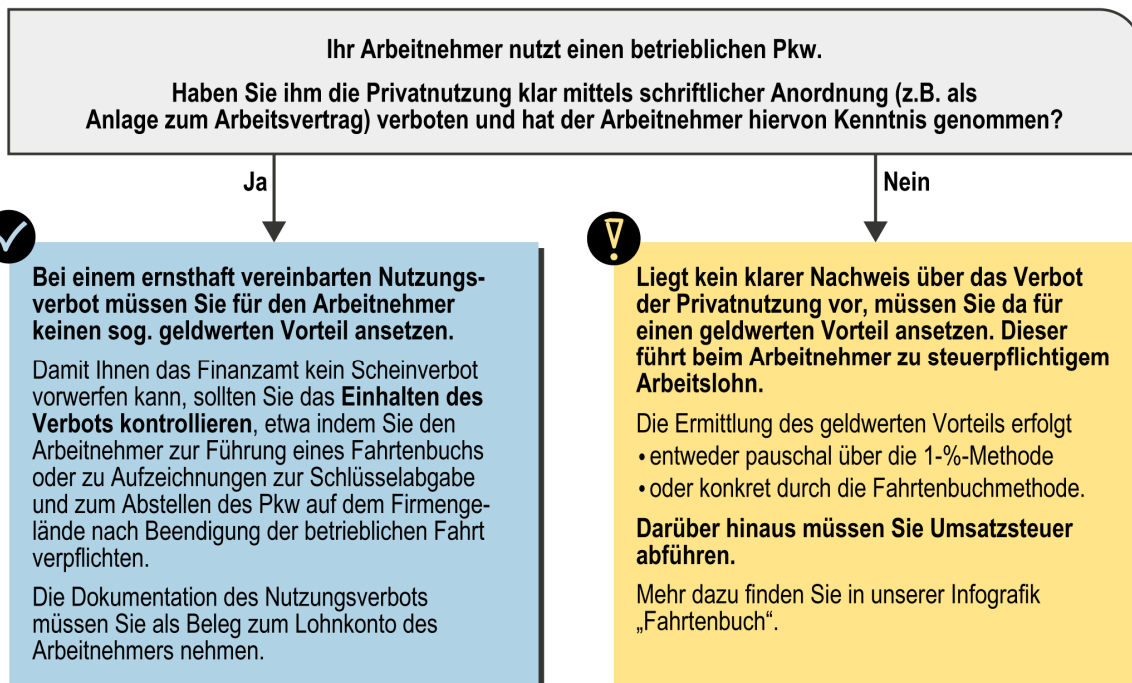 Ihr Arbeitnehmer nutzt einen betrieblichen Pkw.
Haben Sie ihm die Privatnutzung klar mittels schriftlicher Anordnung (z.B. als
Anlage zum Arbeitsvertrag) verboten und hat der Arbeitnehmer hiervon Kenntnis genommen?
Ja
Nein
Bei einem ernsthaft vereinbarten Nutzungs-
verbot müssen Sie für den Arbeitnehmer
keinen sog. geldwerten Vorteil ansetzen.
Damit Ihnen das Finanzamt kein Scheinverbot
vorwerfen kann, sollten Sie das Einhalten des
Verbots kontrollieren, etwa indem Sie den
Arbeitnehmer zur Führung eines Fahrtenbuchs
oder zu Aufzeichnungen zur Schlüsselabgabe
und zum Abstellen des Pkw auf dem Firmenge-
lände nach Beendigung der betrieblichen Fahrt
verpflichten.
Die Dokumentation des Nutzungsverbots
müssen Sie als Beleg zum Lohnkonto des
Arbeitnehmers nehmen.
Liegt kein klarer Nachweis über das Verbot
der Privatnutzung vor, müssen Sie da für
einen geldwerten Vorteil ansetzen. Dieser
führt beim Arbeitnehmer zu steuerpflichtigem
Arbeitslohn.
Die Ermittlung des geldwerten Vorteils erfolgt
• entweder pauschal über die 1-%-Methode
• oder konkret durch die Fahrtenbuchmethode.
Darüber hinaus müssen Sie Umsatzsteuer
abführen.
Mehr dazu finden Sie in unserer Infografik
„Fahrtenbuch“.